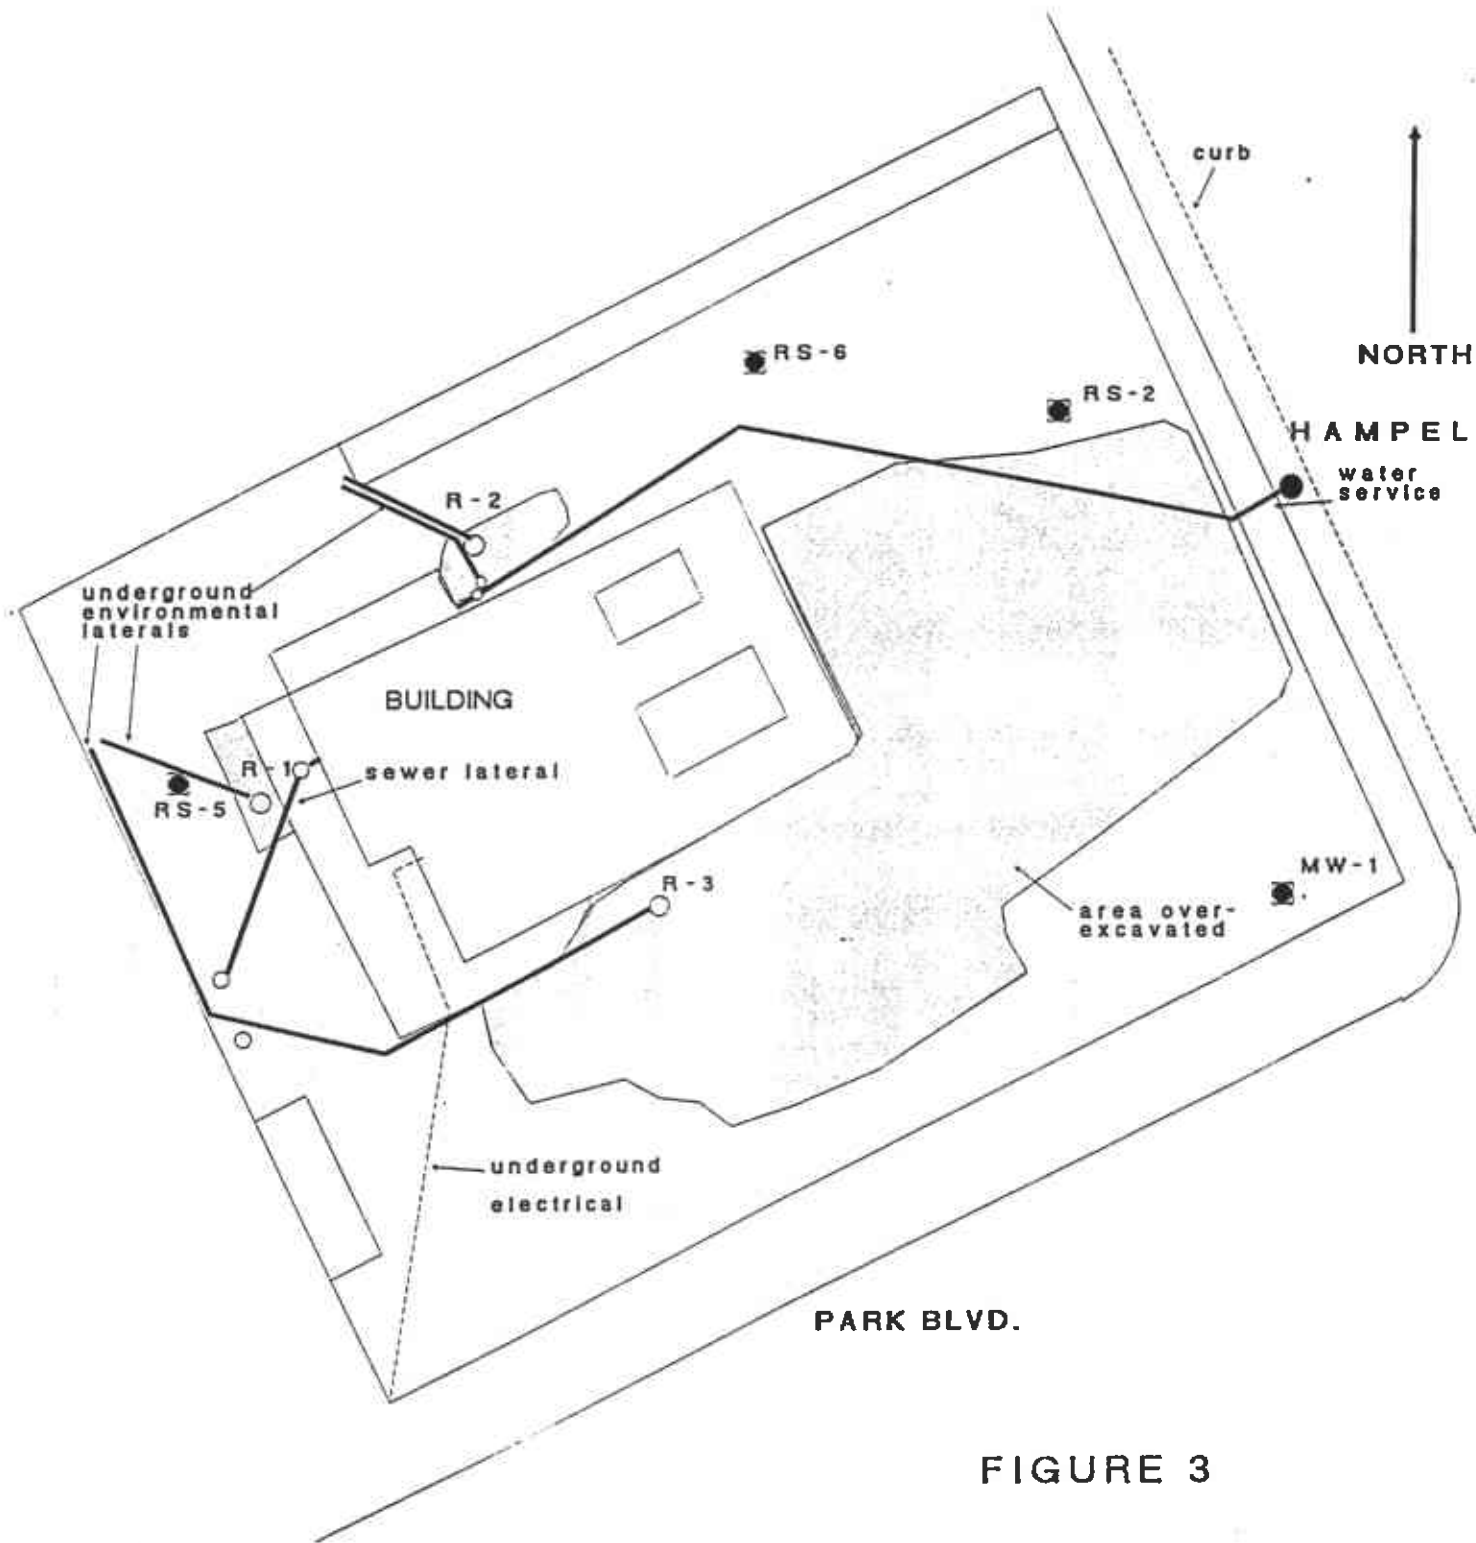 curb
NORTH
RS-6
RS-2
HAMPEL
water
service
R-2
underground
environmental
laterals
BUILDING
R-1
sewer lateral
RS-5
R-3
MW-1
area over-
excavated
underground
electrical
PARK BLVD.
FIGURE 3